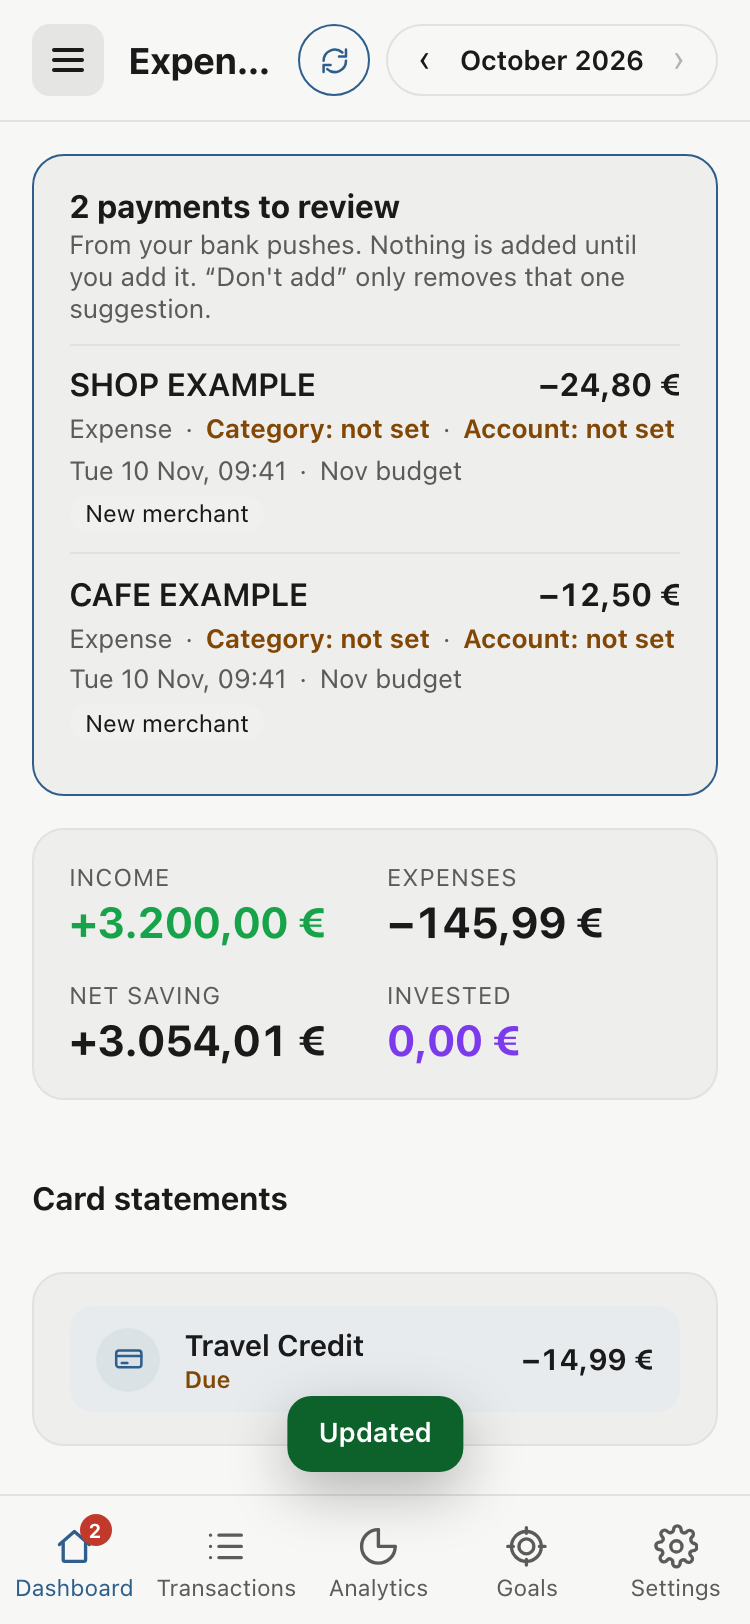 Expen...
‹ October 2026 ›
2 payments to review
From your bank pushes. Nothing is added until
you add it. “Don't add” only removes that one
suggestion.
SHOP EXAMPLE −24,80 €
Expense · Category: not set · Account: not set
Tue 10 Nov, 09:41 · Nov budget
New merchant
CAFE EXAMPLE −12,50 €
Expense · Category: not set · Account: not set
Tue 10 Nov, 09:41 · Nov budget
New merchant
INCOME EXPENSES
+3.200,00 € −145,99 €
NET SAVING INVESTED
+3.054,01 € 0,00 €
Card statements
Travel Credit −14,99 €
Due
Updated
2
Dashboard Transactions Analytics Goals Settings